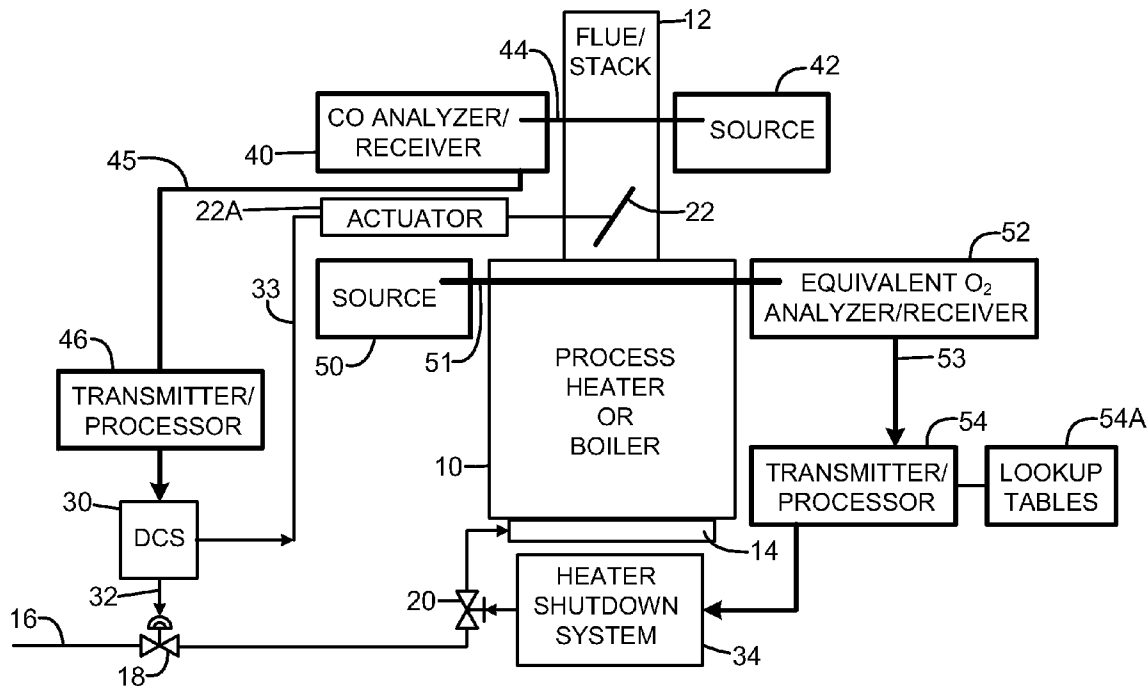 12
FLUE/
STACK
44
42
CO ANALYZER/
RECEIVER
SOURCE
40
45
22A
ACTUATOR
22
52
SOURCE
EQUIVALENT O₂
ANALYZER/RECEIVER
33
50
51
53
46
PROCESS
HEATER
OR
BOILER
TRANSMITTER/
PROCESSOR
54
54A
10
TRANSMITTER/
PROCESSOR
LOOKUP
TABLES
30
DCS
14
32
HEATER
SHUTDOWN
SYSTEM
20
16
18
34